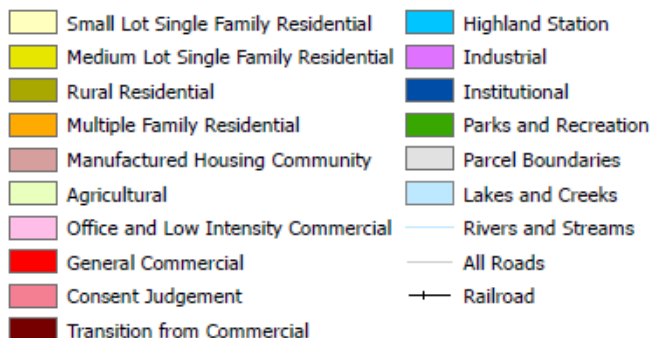 Small Lot Single Family Residential
Medium Lot Single Family Residential
Rural Residential
Multiple Family Residential
Manufactured Housing Community
Agricultural
Office and Low Intensity Commercial
General Commercial
Consent Judgement
Transition from Commercial
Highland Station
Industrial
Institutional
Parks and Recreation
Parcel Boundaries
Lakes and Creeks
Rivers and Streams
All Roads
Railroad